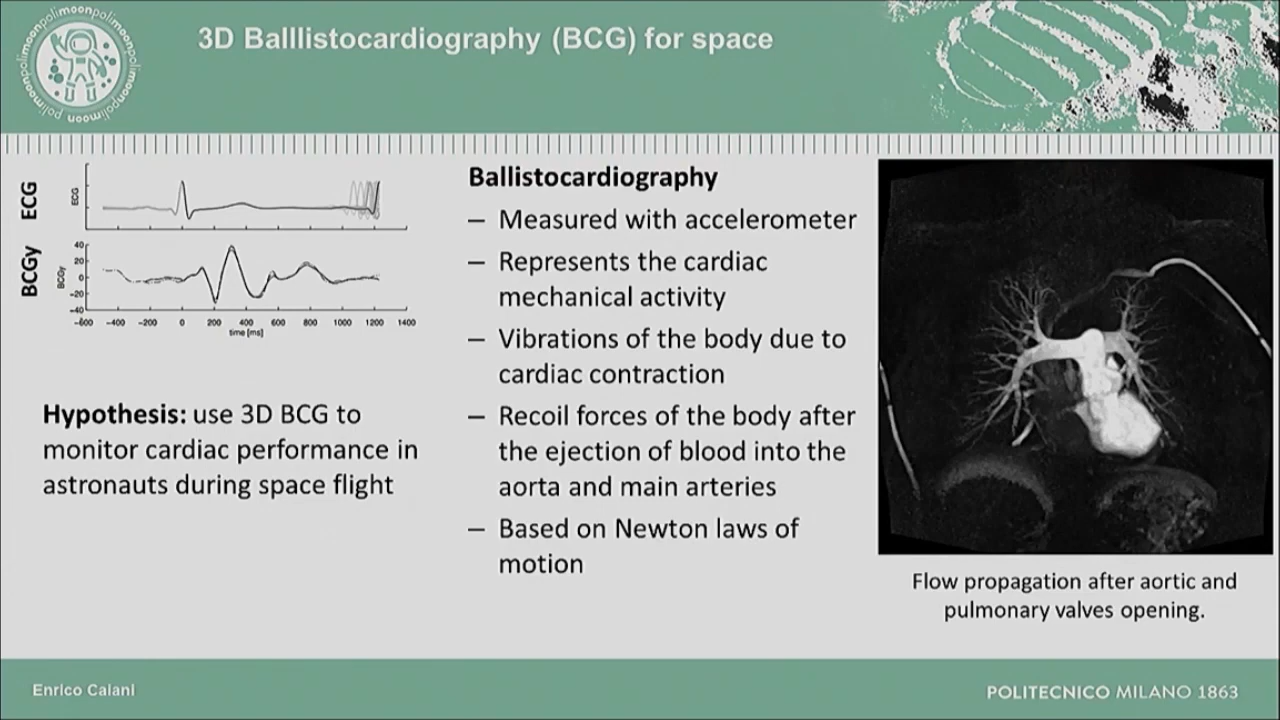 polimoonpolimoonpolimoonpolimoonpolimoon
3D Balllistocardiography (BCG) for space
ECG
ECG
BCGy
BCGy
40
20
0
-20
-40
-600 -400 -200 0 200 400 600 800 1000 1200 1400
time [ms]
Hypothesis: use 3D BCG to
monitor cardiac performance in
astronauts during space flight
Ballistocardiography
– Measured with accelerometer
– Represents the cardiac
mechanical activity
– Vibrations of the body due to
cardiac contraction
– Recoil forces of the body after
the ejection of blood into the
aorta and main arteries
– Based on Newton laws of
motion
Flow propagation after aortic and
pulmonary valves opening.
Enrico Caiani
POLITECNICO MILANO 1863